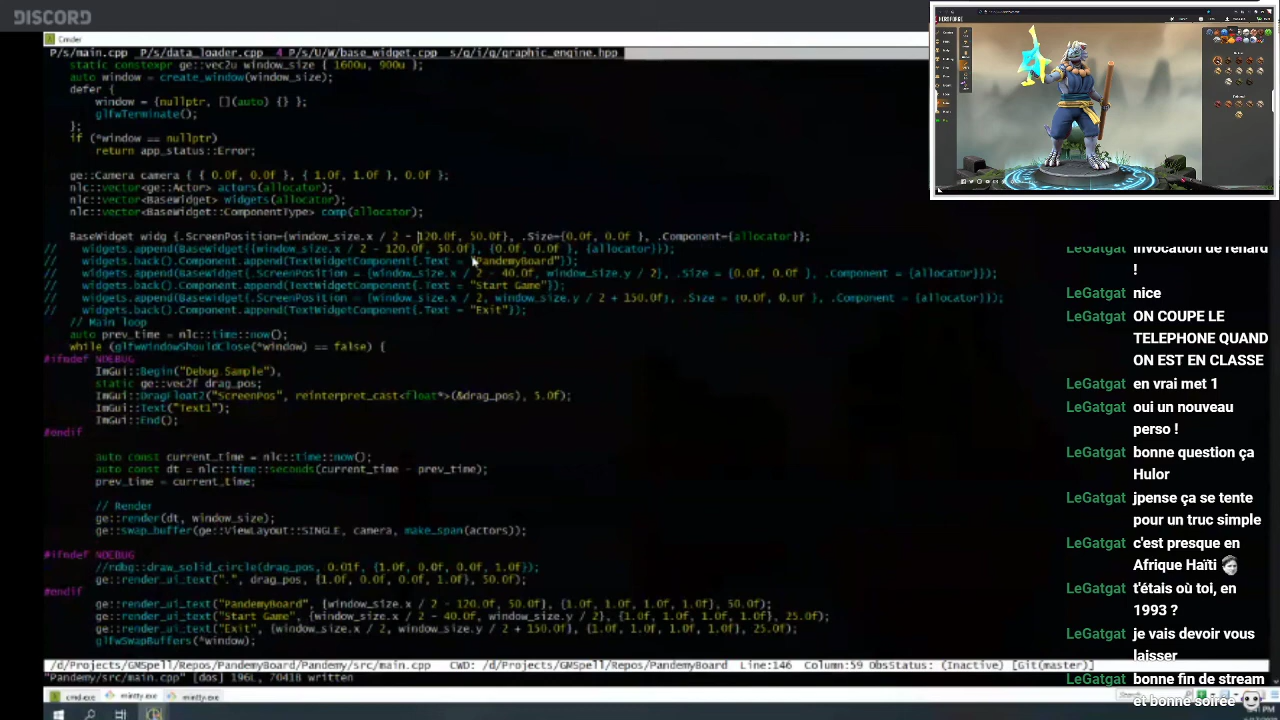 DISCORD
Cmder
P/s/main.cpp P/s/data_loader.cpp 4 P/s/U/W/base_widget.cpp s/g/i/g/graphic_engine.hpp
static constexpr ge::vec2u window_size { 1600u, 900u };
auto window = create_window(window_size);
defer {
window = {nullptr, [](auto) {} };
glfwTerminate();
};
if (*window == nullptr)
return app_status::Error;
ge::Camera camera { { 0.0f, 0.0f }, { 1.0f, 1.0f }, 0.0f };
nlc::vector<ge::Actor> actors(allocator);
nlc::vector<BaseWidget> widgets(allocator);
nlc::vector<BaseWidget::ComponentType> comp(allocator);
BaseWidget widg {.ScreenPosition={window_size.x / 2 - 120.0f, 50.0f}, .Size={0.0f, 0.0f }, .Component={allocator}};
// widgets.append(BaseWidget{{window_size.x / 2 - 120.0f, 50.0f}, {0.0f, 0.0f }, {allocator}});
// widgets.back().Component.append(TextWidgetComponent{.Text = "PandemyBoard"});
// widgets.append(BaseWidget{.ScreenPosition = {window_size.x / 2 - 40.0f, window_size.y / 2}, .Size = {0.0f, 0.0f }, .Component = {allocator}});
// widgets.back().Component.append(TextWidgetComponent{.Text = "Start Game"});
// widgets.append(BaseWidget{.ScreenPosition = {window_size.x / 2, window_size.y / 2 + 150.0f}, .Size = {0.0f, 0.0f }, .Component = {allocator}});
// widgets.back().Component.append(TextWidgetComponent{.Text = "Exit"});
// Main loop
auto prev_time = nlc::time::now();
while (glfwWindowShouldClose(*window) == false) {
#ifndef NDEBUG
ImGui::Begin("Debug Sample"),
static ge::vec2f drag_pos;
ImGui::DragFloat2("ScreenPos", reinterpret_cast<float*>(&drag_pos), 5.0f);
ImGui::Text("Text1");
ImGui::End();
#endif
auto const current_time = nlc::time::now();
auto const dt = nlc::time::seconds(current_time - prev_time);
prev_time = current_time;
// Render
ge::render(dt, window_size);
ge::swap_buffer(ge::ViewLayout::SINGLE, camera, make_span(actors));
#ifndef NDEBUG
//rdbg::draw_solid_circle(drag_pos, 0.01f, {1.0f, 0.0f, 0.0f, 1.0f});
ge::render_ui_text(".", drag_pos, {1.0f, 0.0f, 1.0f, 1.0f}, 50.0f);
#endif
ge::render_ui_text("PandemyBoard", {window_size.x / 2 - 120.0f, 50.0f}, {1.0f, 1.0f, 1.0f, 1.0f}, 50.0f);
ge::render_ui_text("Start Game", {window_size.x / 2 - 40.0f, window_size.y / 2}, {1.0f, 1.0f, 1.0f, 1.0f}, 25.0f);
ge::render_ui_text("Exit", {window_size.x / 2, window_size.y / 2 + 150.0f}, {1.0f, 1.0f, 1.0f, 1.0f}, 25.0f);
glfwSwapBuffers(*window);
/d/Projects/GMSpell/Repos/PandemyBoard/Pandemy/src/main.cpp CWD: /d/Projects/GMSpell/Repos/PandemyBoard Line:146 Column:59 ObsStatus: (Inactive) [Git(master)]
"Pandemy/src/main.cpp" [dos] 196L, 7041B written
cmd.exe mintty.exe mintty.exe
HEROFORGE
invocation de renard
!
LeGatgat nice
LeGatgat ON COUPE LE
TELEPHONE QUAND
ON EST EN CLASSE
LeGatgat en vrai met 1
LeGatgat oui un nouveau
perso !
LeGatgat bonne question ça
Hulor
LeGatgat jpense ça se tente
pour un truc simple
LeGatgat c'est presque en
Afrique Haïti
LeGatgat t'étais où toi, en
1993 ?
LeGatgat je vais devoir vous
laisser
LeGatgat bonne fin de stream
et bonne soirée